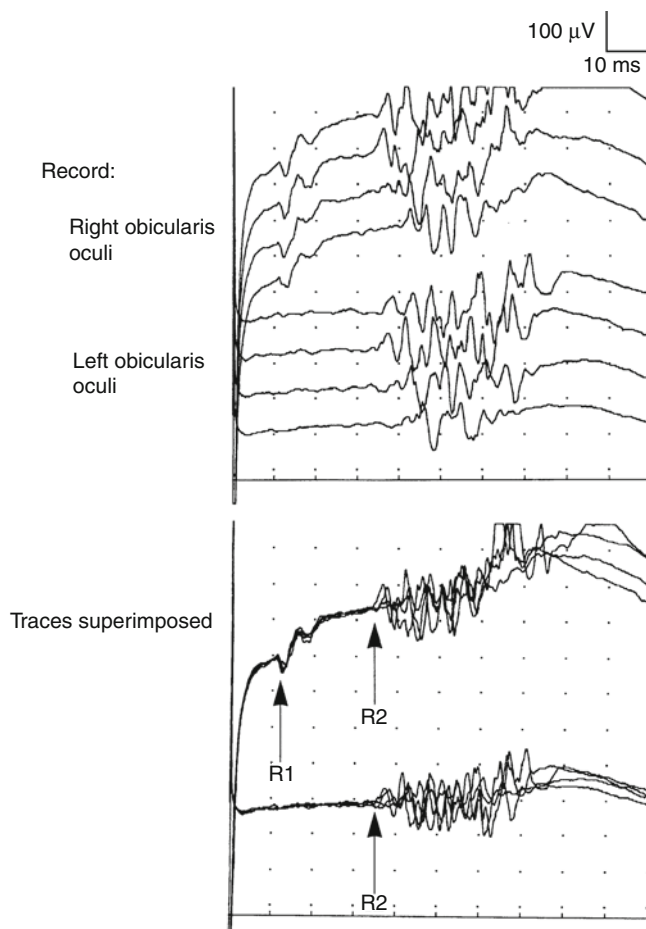 100 μV
10 ms
Record:
Right obicularis
oculi
Left obicularis
oculi
Traces superimposed
R2
R1
R2